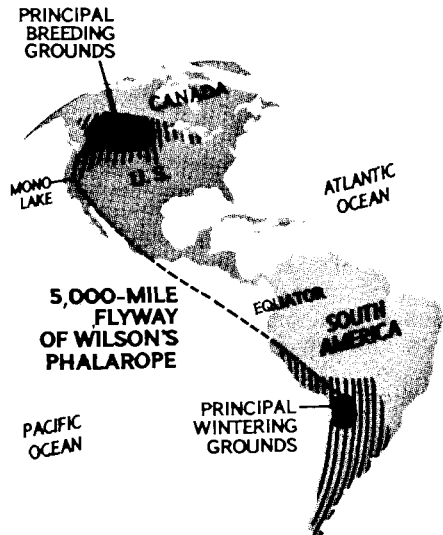 PRINCIPAL
BREEDING
GROUNDS
CANADA
U.S.
MONO
LAKE
ATLANTIC
OCEAN
5,000-MILE
FLYWAY
OF WILSON'S
PHALAROPE
EQUATOR
SOUTH
AMERICA
PRINCIPAL
WINTERING
GROUNDS
PACIFIC
OCEAN